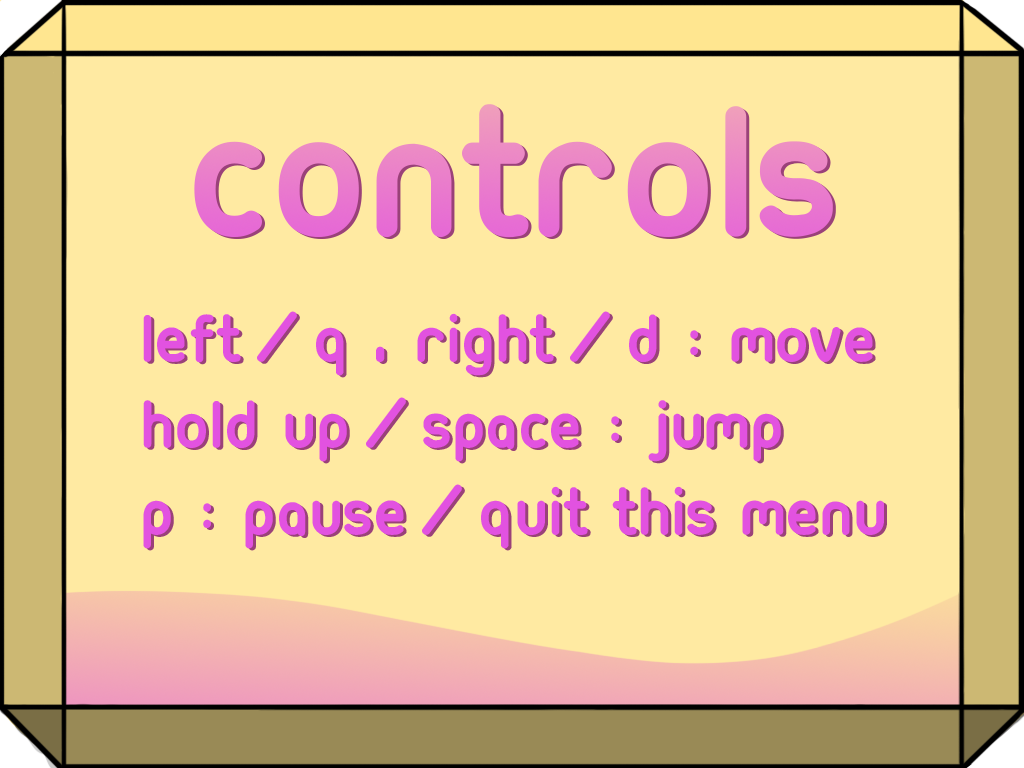 controls
left / q , right / d : move
hold up / space : jump
p : pause / quit this menu